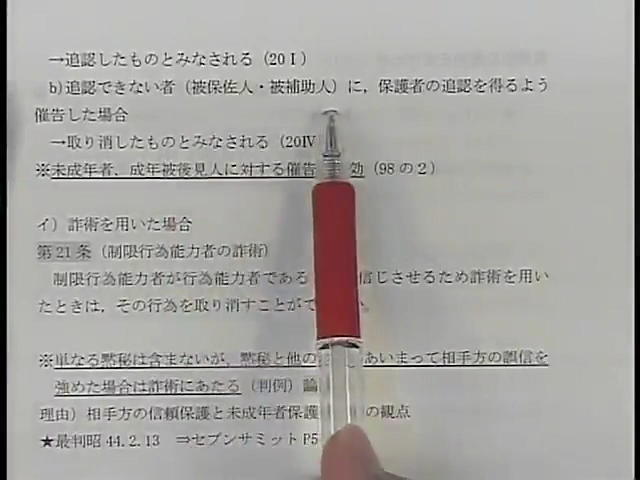 →追認したものとみなされる（20Ⅰ）
b)追認できない者（被保佐人・被補助人）に，保護者の追認を得るよう
催告した場合
→取り消したものとみなされる（20Ⅳ
※未成年者、成年被後見人に対する催告 効（98の2）
イ）詐術を用いた場合
第21条（制限行為能力者の詐術）
制限行為能力者が行為能力者である 信じさせるため詐術を用い
たときは，その行為を取り消すことがで 。
※単なる黙秘は含まないが、黙秘と他の あいまって相手方の誤信を
強めた場合は詐術にあたる（判例）論
理由）相手方の信頼保護と未成年者保護 の観点
★最判昭44.2.13　⇒セブンサミットP5